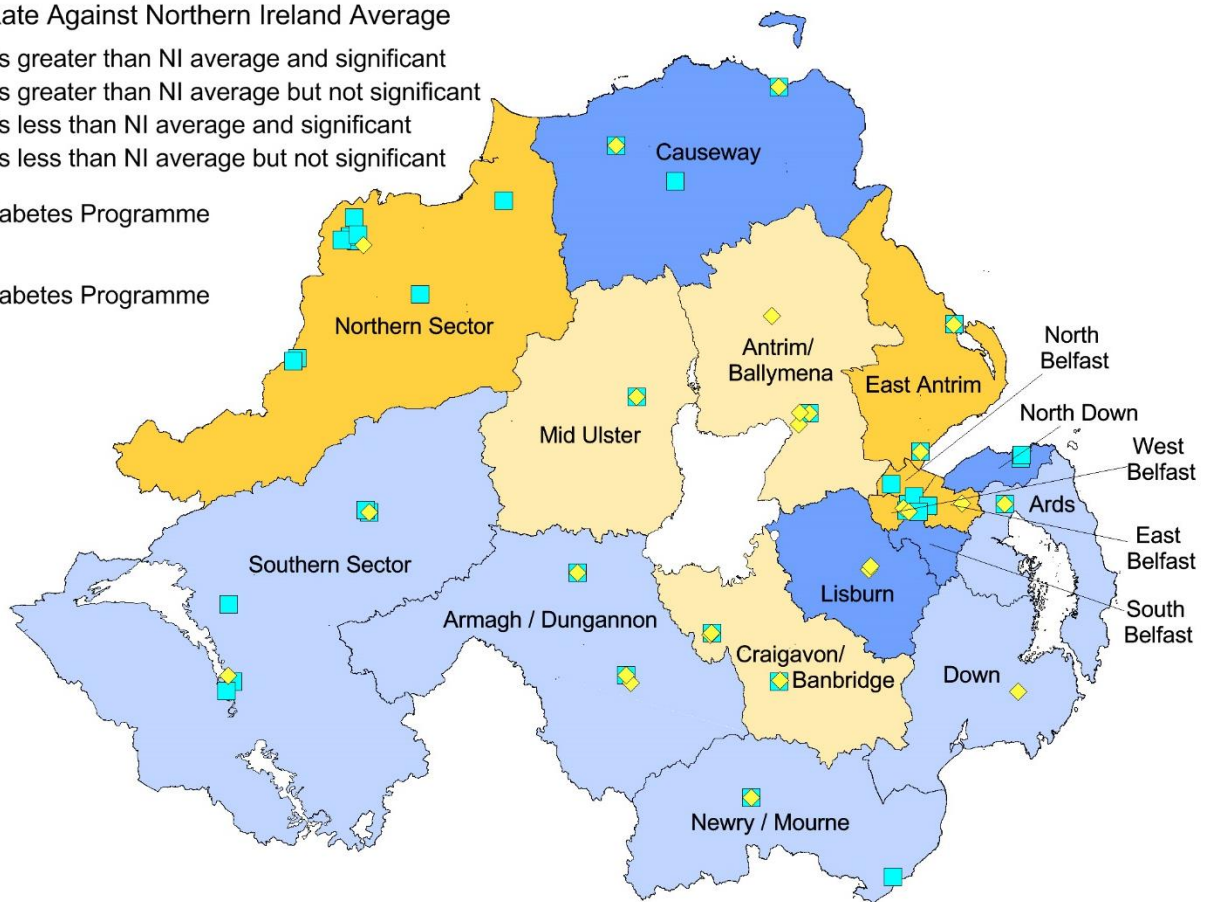 ate Against Northern Ireland Average
s greater than NI average and significant
s greater than NI average but not significant
s less than NI average and significant
s less than NI average but not significant
abetes Programme
abetes Programme
Causeway
Northern Sector
Antrim/
Ballymena
East Antrim
North
Belfast
North Down
West
Belfast
Mid Ulster
Ards
East
Belfast
Southern Sector
Armagh / Dungannon
Lisburn
South
Belfast
Craigavon/
Banbridge
Down
Newry / Mourne